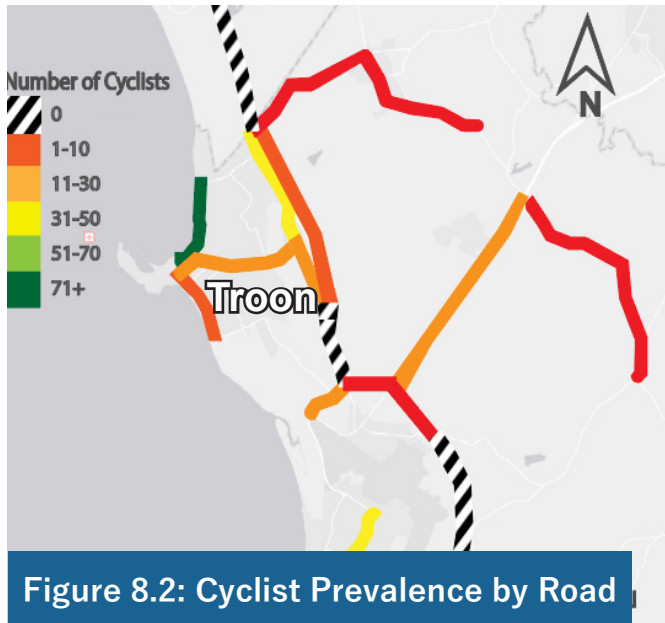 Number of Cyclists
0
1-10
11-30
31-50
51-70
71+
N
Troon
Figure 8.2: Cyclist Prevalence by Road